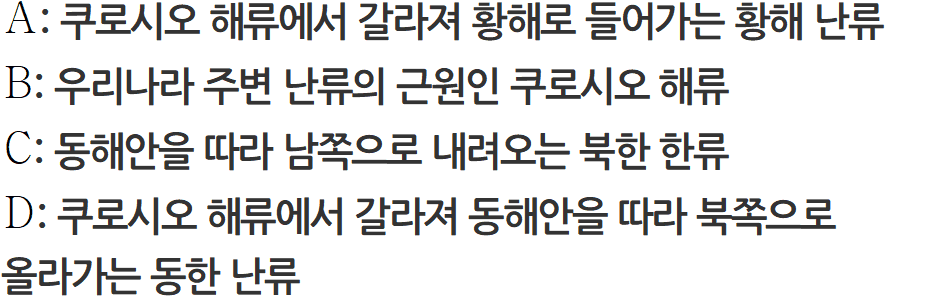 A: 쿠로시오 해류에서 갈라져 황해로 들어가는 황해 난류
B: 우리나라 주변 난류의 근원인 쿠로시오 해류
C: 동해안을 따라 남쪽으로 내려오는 북한 한류
D: 쿠로시오 해류에서 갈라져 동해안을 따라 북쪽으로
올라가는 동한 난류